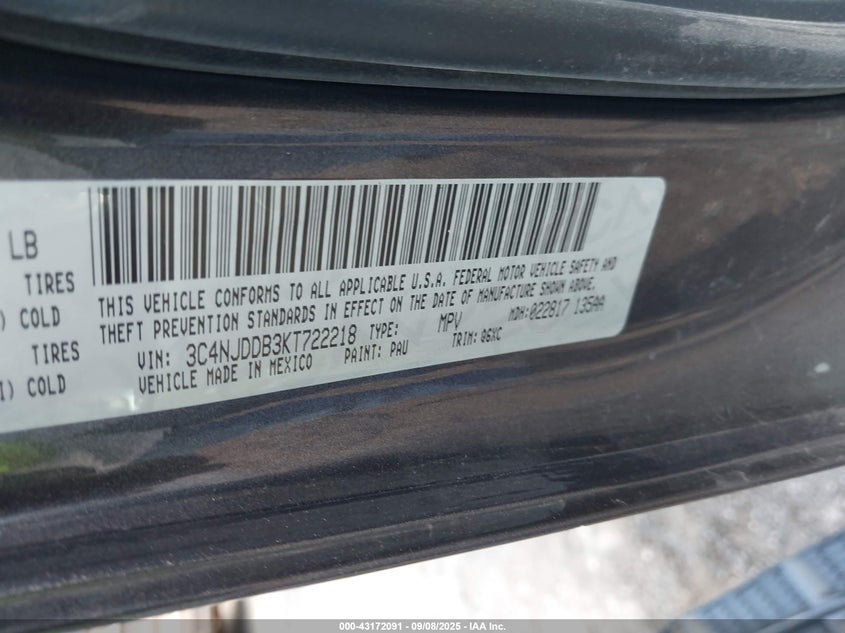 LB
TIRES
) COLD
TIRES
) COLD
THIS VEHICLE CONFORMS TO ALL APPLICABLE U.S.A. FEDERAL MOTOR VEHICLE SAFETY AND
THEFT PREVENTION STANDARDS IN EFFECT ON THE DATE OF MANUFACTURE SHOWN ABOVE.
VIN: 3C4NJDDB3KT722218 TYPE: MPV MDH:022817 135AA
VEHICLE MADE IN MEXICO PAINT: PAU TRIM: Q6XC
000-43172091 - 09/08/2025 - IAA Inc.